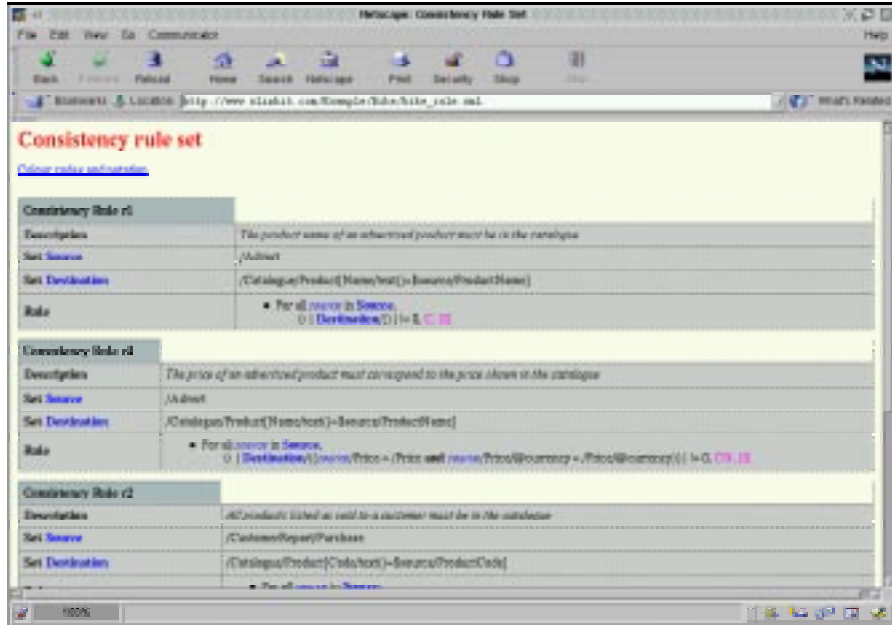 Netscape: Consistency Rule Set
File Edit View Go Communicator Help
Back Forward Reload Home Search Netscape Print Security Shop Stop
Bookmarks Location: What's Related
Consistency rule set
Colour codes and notation
Consistency Rule r1
Description The product name of an advertised product must be in the catalogue
Set Source /Advert
Set Destination /Catalogue/Product[Name/text()=$source/ProductName]
Rule For all source in Source,
Consistency Rule r4
Description The price of an advertised product must correspond to the price shown in the catalogue
Set Source /Advert
Set Destination /Catalogue/Product[Name/text()=$source/ProductName]
Rule For all source in Source,
Consistency Rule r2
Description All products listed as sold to a customer must be in the catalogue
Set Source /CustomerReport/Purchase
Set Destination /Catalogue/Product[Code/text()=$source/ProductCode]
For all source in Source,
100%